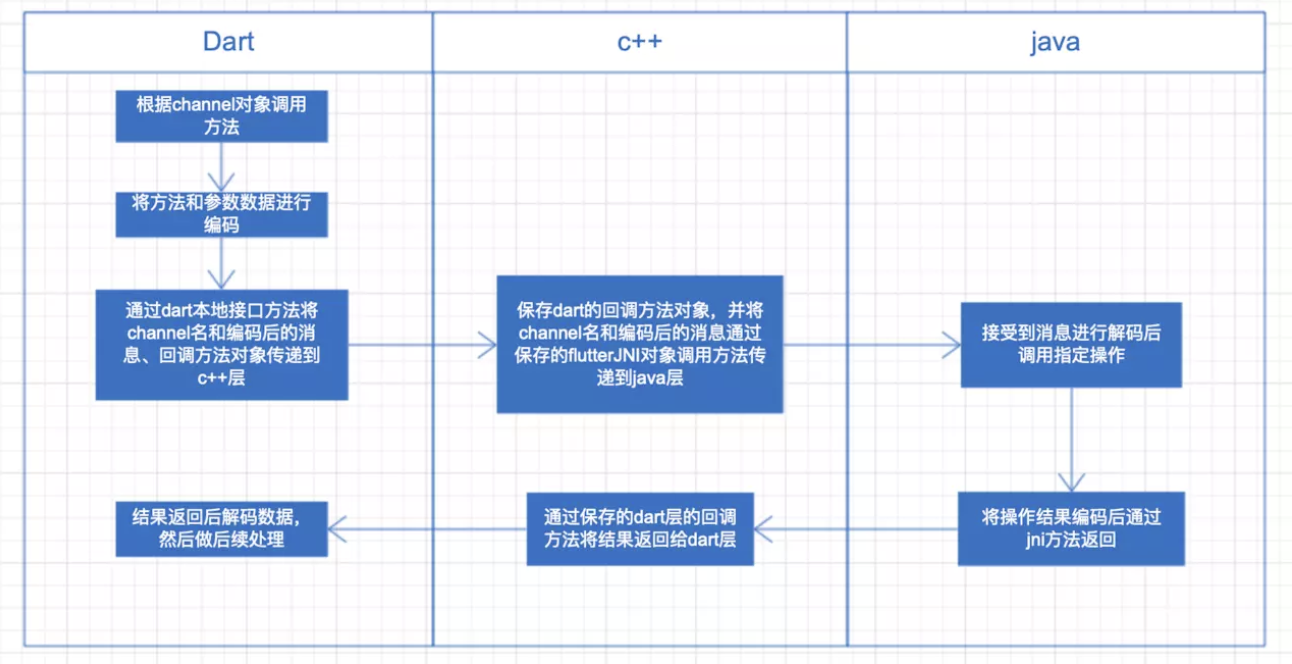 Dart
c++
java
根据channel对象调用
方法
将方法和参数数据进行
编码
通过dart本地接口方法将
channel名和编码后的消
息、回调方法对象传递到
c++层
保存dart的回调方法对象，并将
channel名和编码后的消息通过
保存的flutterJNI对象调用方法传
递到java层
接受到消息进行解码后
调用指定操作
将操作结果编码后通过
jni方法返回
通过保存的dart层的回调
方法将结果返回给dart层
结果返回后解码数据，
然后做后续处理